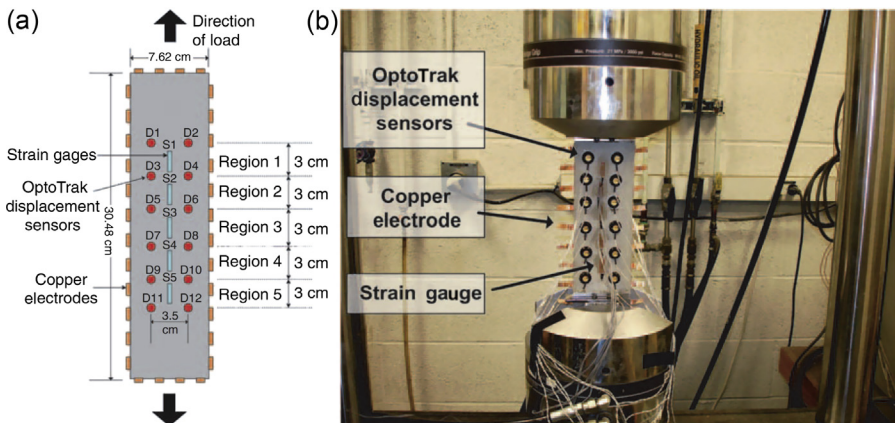 (a)
Direction
of load
7.62 cm
D1
D2
S1
Strain gages
Region 1
3 cm
D3
D4
S2
OptoTrak
displacement
sensors
Region 2
3 cm
D5
D6
S3
Region 3
3 cm
30.48 cm
D7
D8
S4
Region 4
3 cm
Copper
electrodes
D9
D10
S5
Region 5
3 cm
D11
D12
3.5
cm
(b)
OptoTrak
displacement
sensors
Copper
electrode
Strain gauge